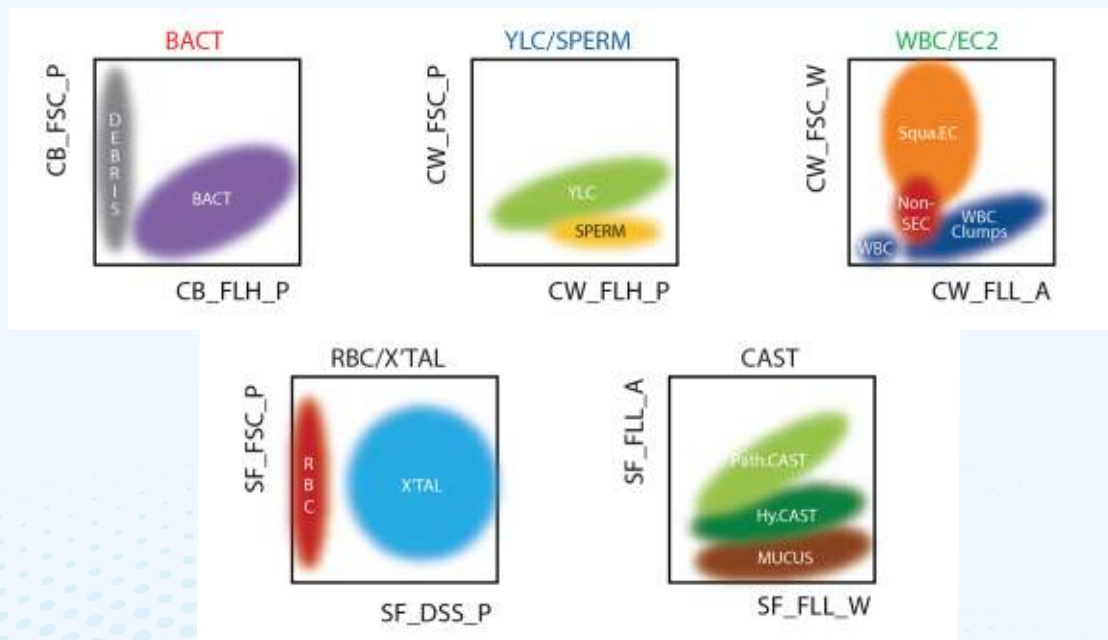 BACT
CB_FSC_P
DEBRIS
BACT
CB_FLH_P
YLC/SPERM
CW_FSC_P
YLC
SPERM
CW_FLH_P
WBC/EC2
CW_FSC_W
Squa.EC
Non-
SEC
WBC
Clumps
WBC
CW_FLL_A
RBC/X'TAL
SF_FSC_P
RBC
X'TAL
SF_DSS_P
CAST
SF_FLL_A
Path.CAST
Hy.CAST
MUCUS
SF_FLL_W